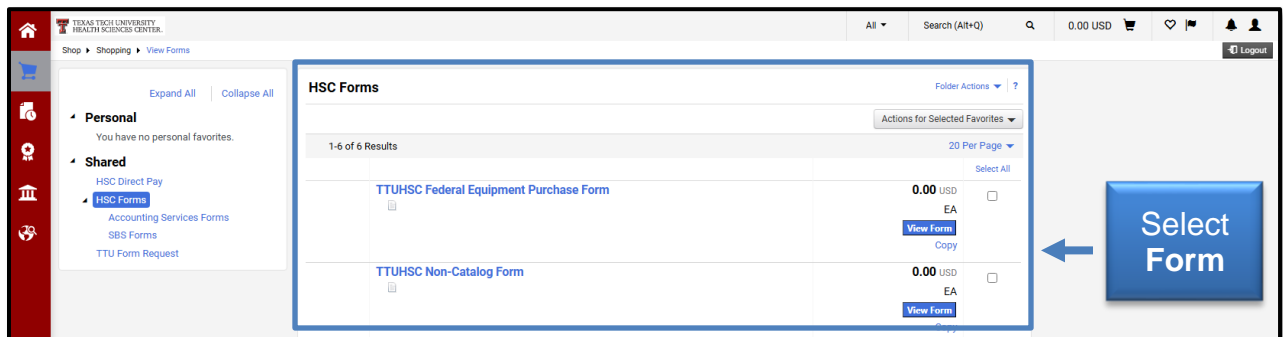 TEXAS TECH UNIVERSITY
HEALTH SCIENCES CENTER.
All
Search (Alt+Q)
0.00 USD
Shop
Shopping
View Forms
Logout
Expand All
Collapse All
Personal
You have no personal favorites.
Shared
HSC Direct Pay
HSC Forms
Accounting Services Forms
SBS Forms
TTU Form Request
HSC Forms
Folder Actions
?
Actions for Selected Favorites
1-6 of 6 Results
20 Per Page
Select All
TTUHSC Federal Equipment Purchase Form
0.00 USD
EA
View Form
Copy
TTUHSC Non-Catalog Form
0.00 USD
EA
View Form
Copy
Select
Form